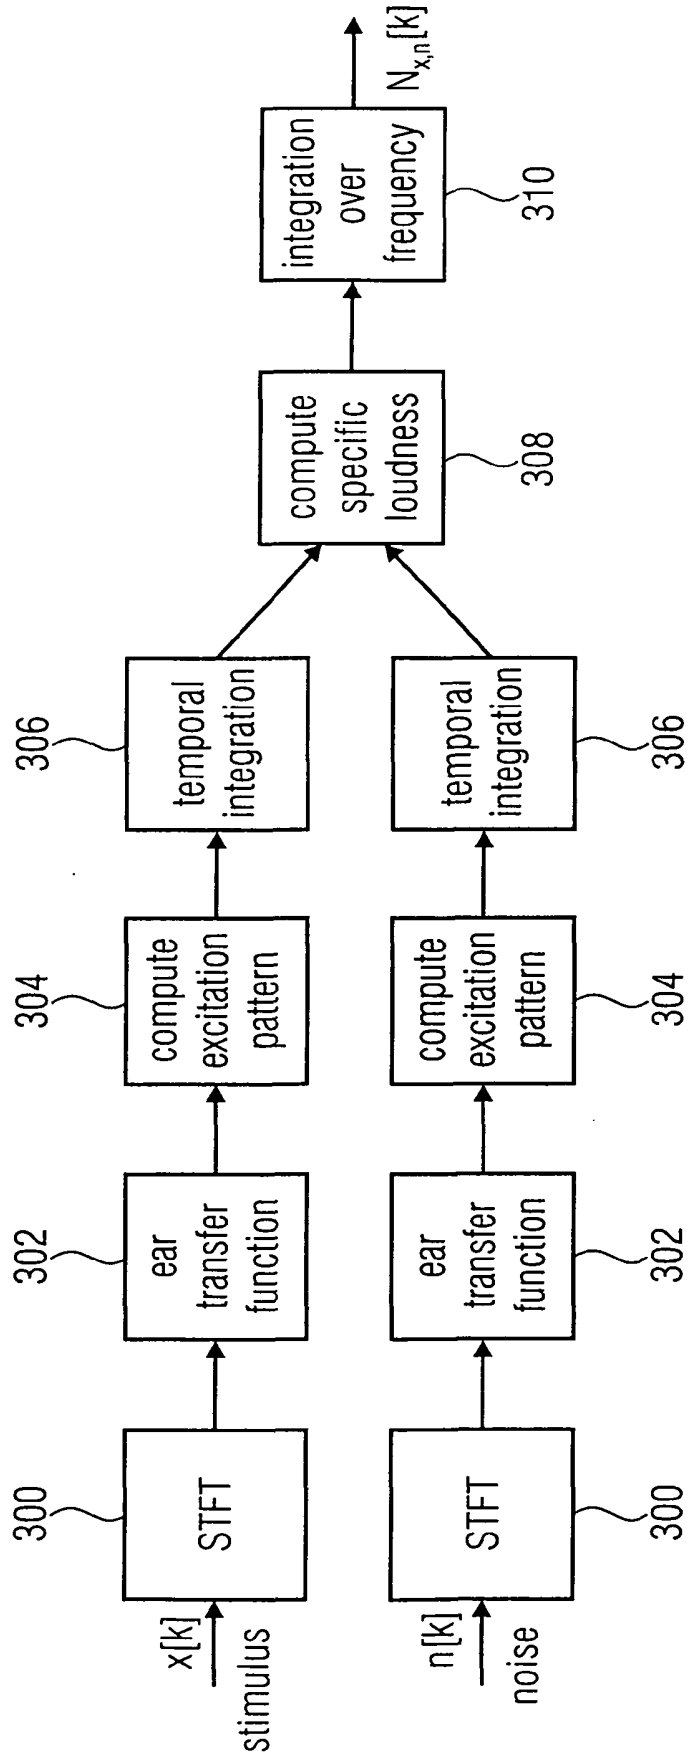 300
302
304
306
x[k]
stimulus
STFT
ear
transfer
function
compute
excitation
pattern
temporal
integration
n[k]
noise
STFT
ear
transfer
function
compute
excitation
pattern
temporal
integration
300
302
304
306
compute
specific
loudness
308
integration
over
frequency
310
N_{x,n}[k]